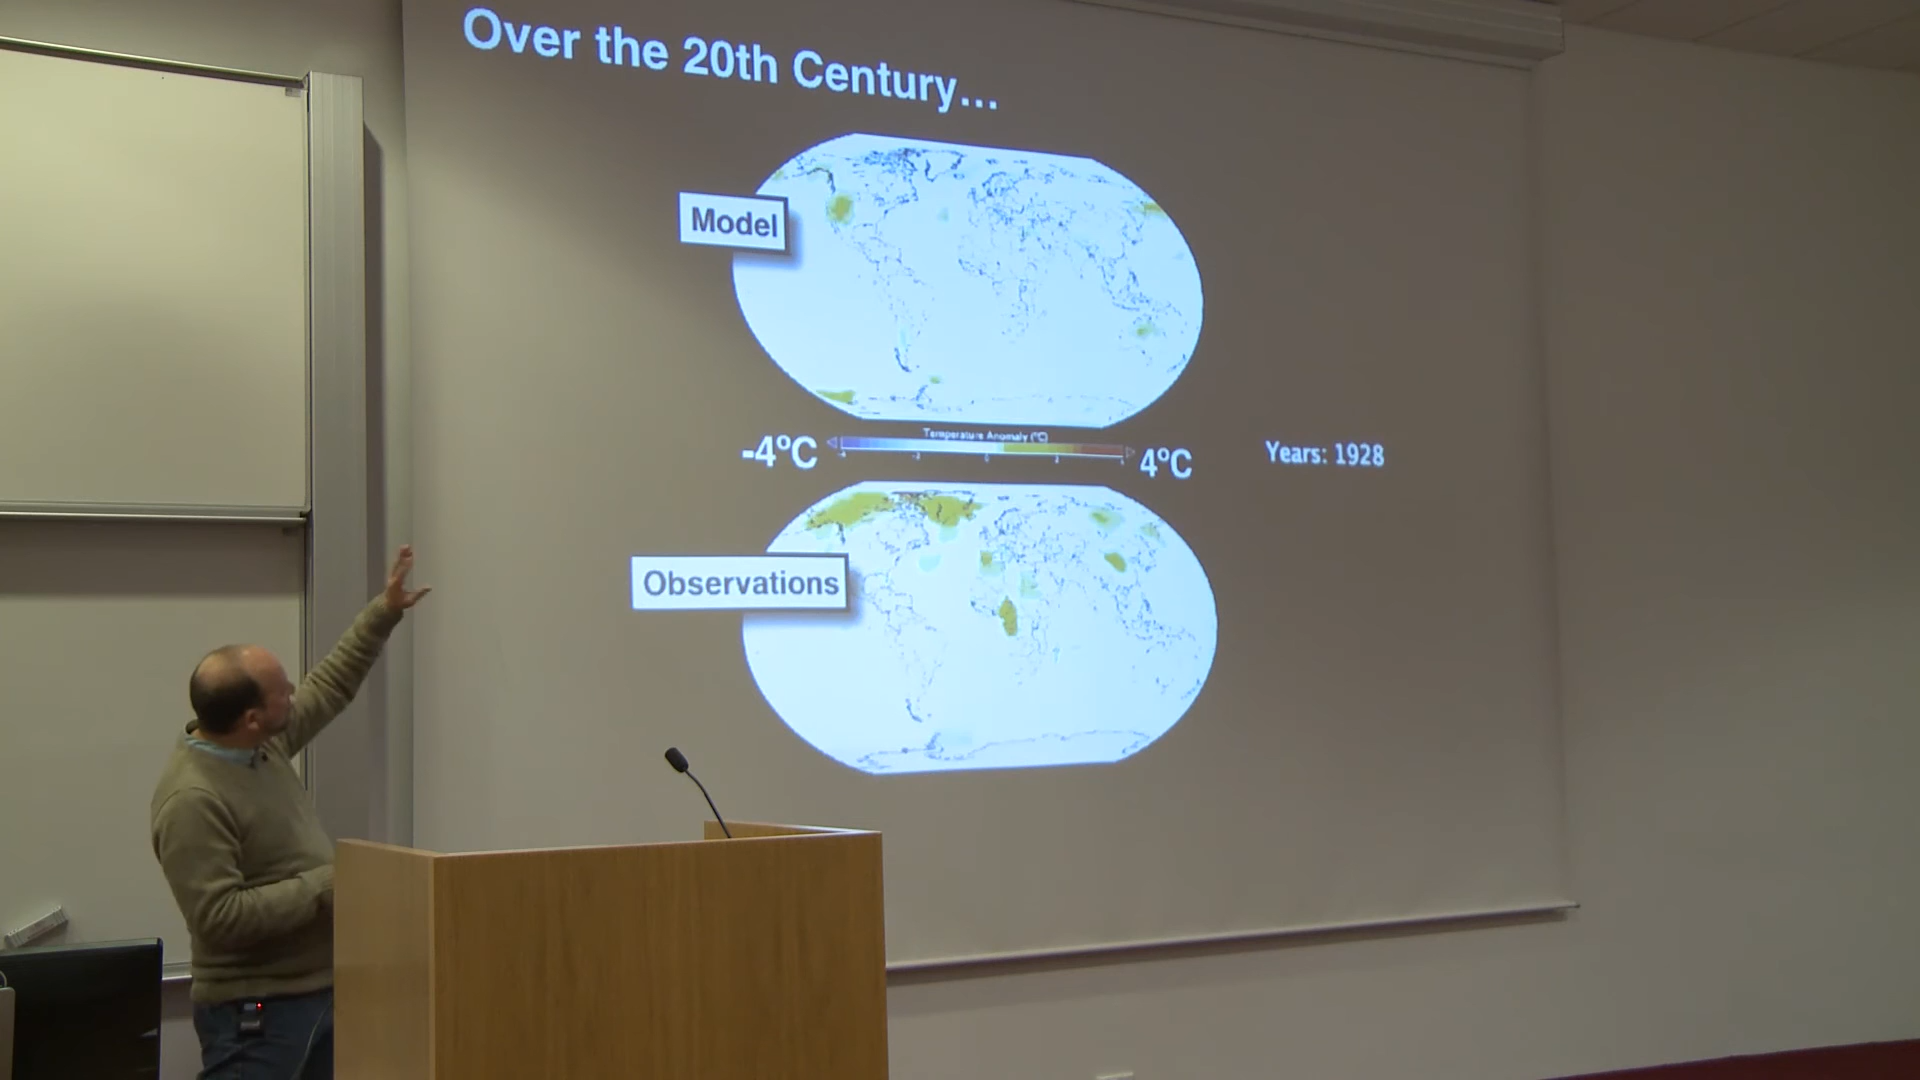 Over the 20th Century...
Model
Temperature Anomaly (°C)
-4°C
4°C
Years: 1928
Observations